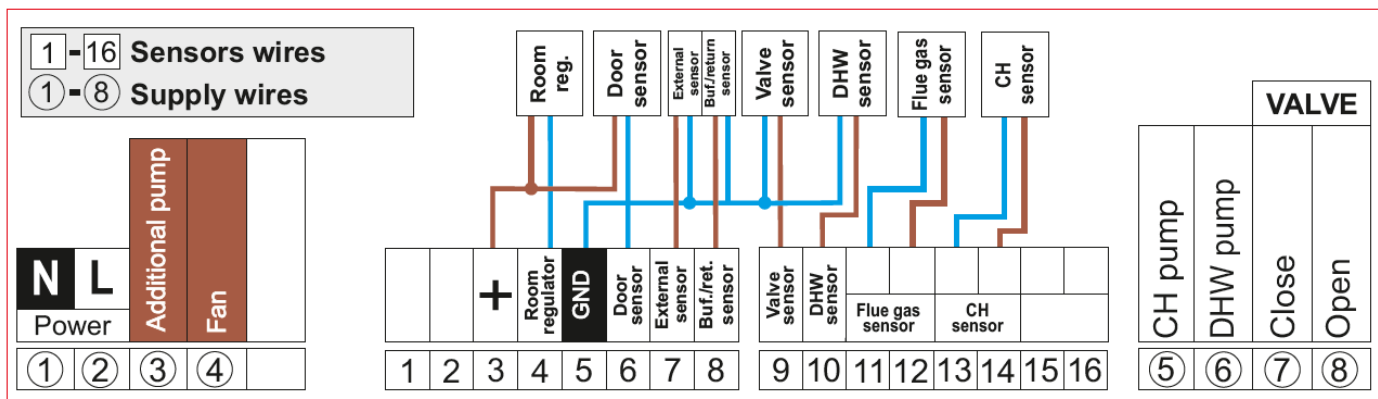 1 - 16 Sensors wires
① - ⑧ Supply wires
Room
reg.
Door
sensor
External
sensor
Buf./return
sensor
Valve
sensor
DHW
sensor
Flue gas
sensor
CH
sensor
VALVE
N L
Power
Additional pump
Fan
+
Room
regulator
GND
Door
sensor
External
sensor
Buf./ret.
sensor
Valve
sensor
DHW
sensor
Flue gas
sensor
CH
sensor
CH pump
DHW pump
Close
Open
① ② ③ ④
1 2 3 4 5 6 7 8
9 10 11 12 13 14 15 16
⑤ ⑥ ⑦ ⑧